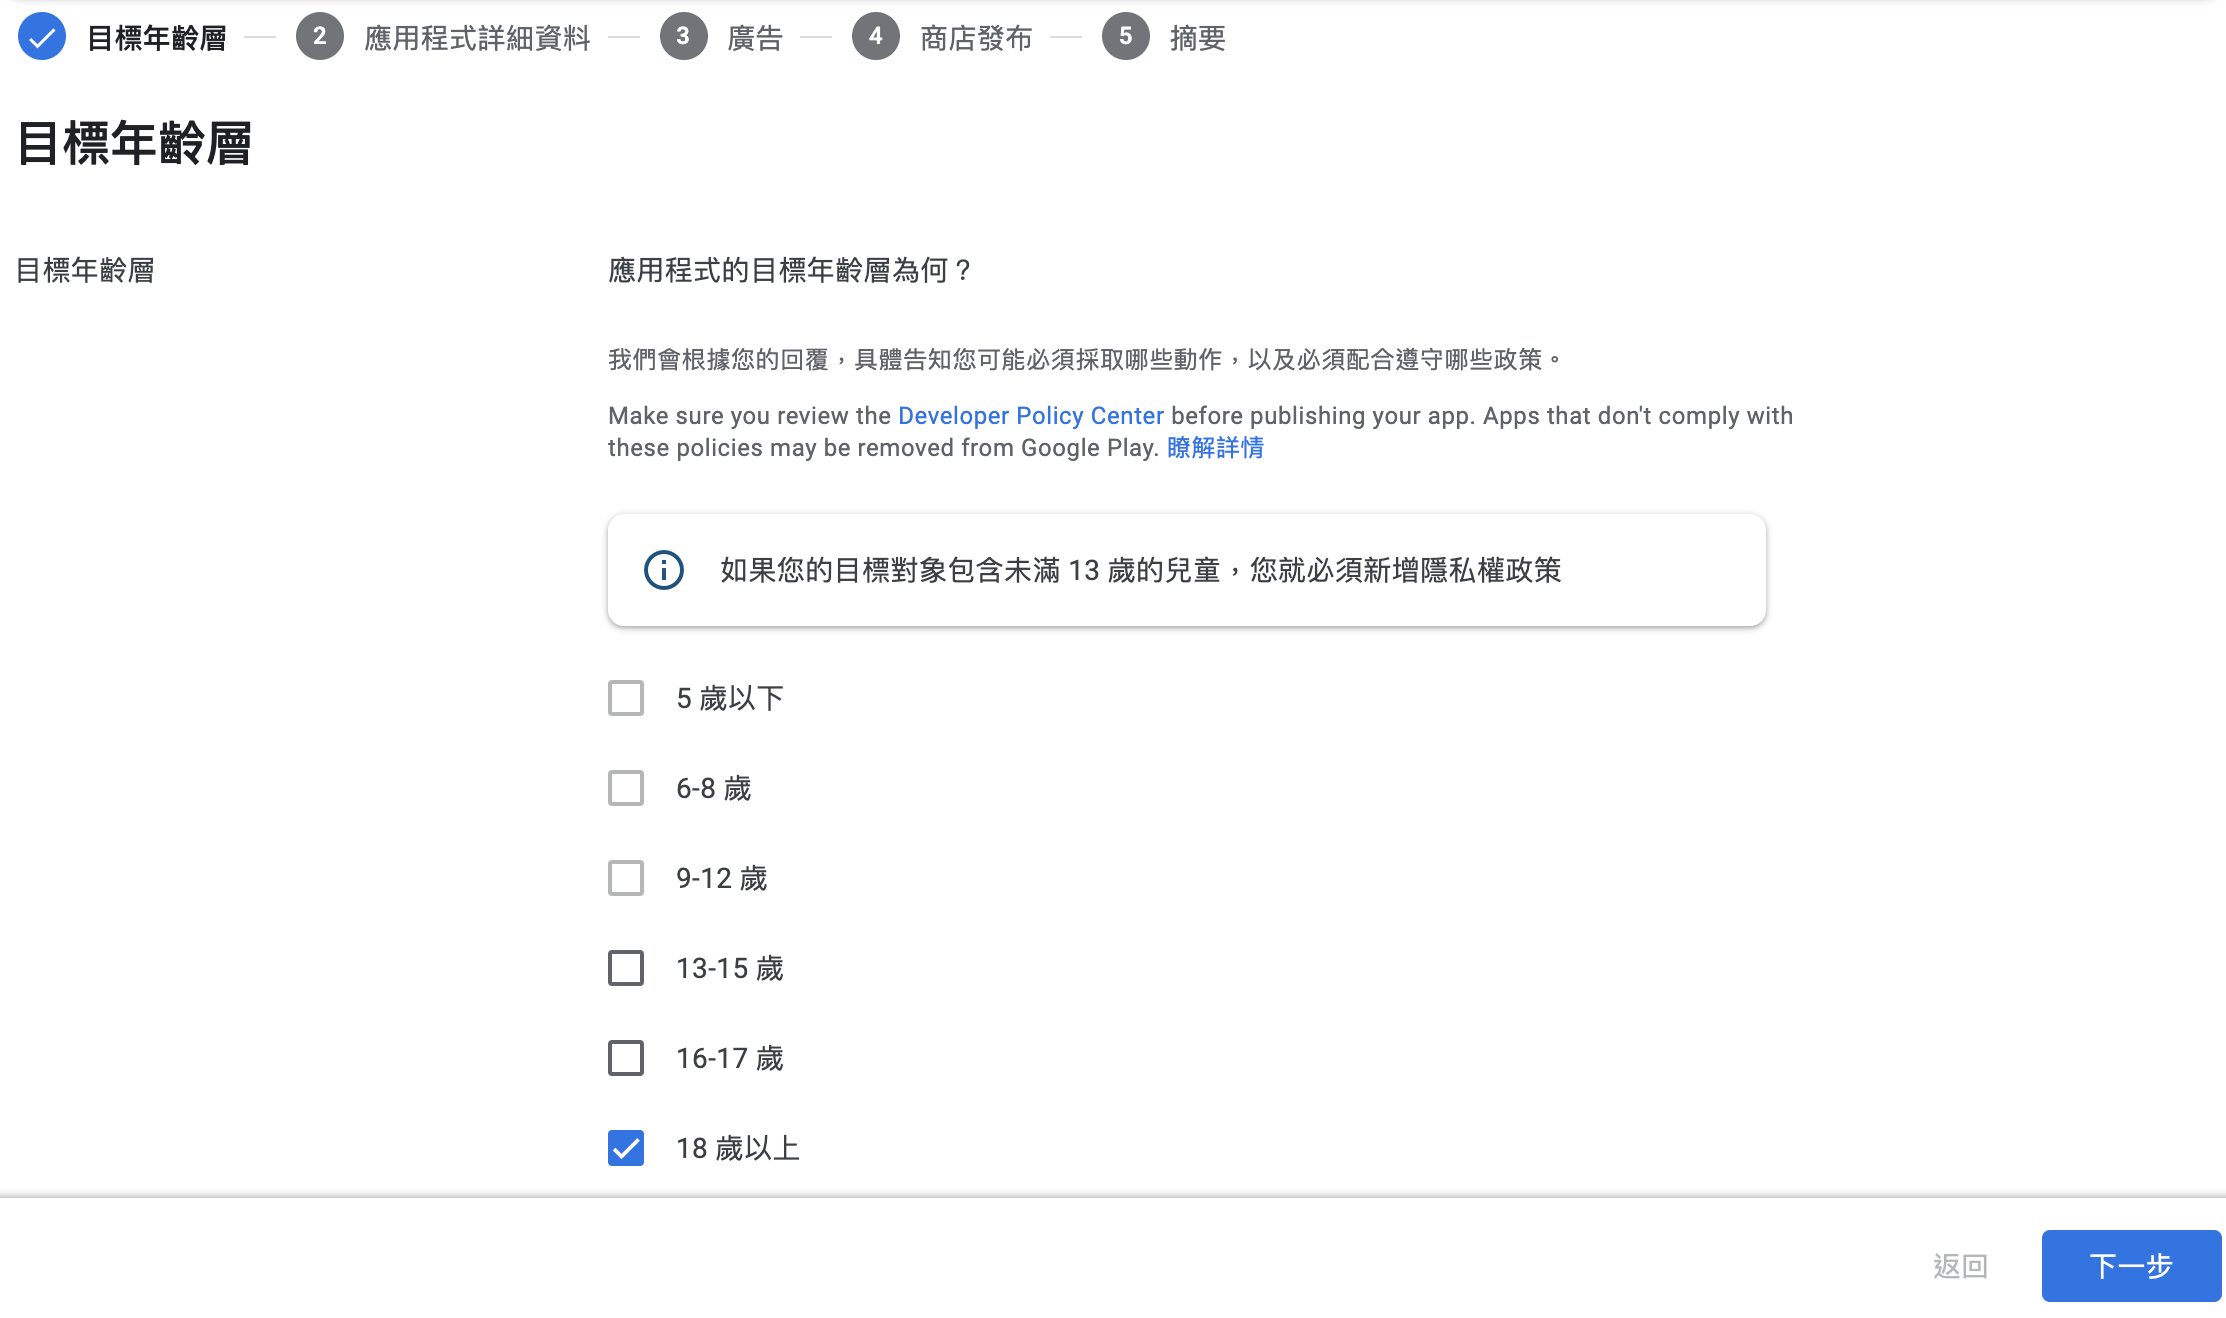 目標年齡層 2 應用程式詳細資料 3 廣告 4 商店發布 5 摘要
目標年齡層
目標年齡層
應用程式的目標年齡層為何？
我們會根據您的回覆，具體告知您可能必須採取哪些動作，以及必須配合遵守哪些政策。
Make sure you review the Developer Policy Center before publishing your app. Apps that don't comply with
these policies may be removed from Google Play. 瞭解詳情
如果您的目標對象包含未滿 13 歲的兒童，您就必須新增隱私權政策
5 歲以下
6-8 歲
9-12 歲
13-15 歲
16-17 歲
18 歲以上
返回
下一步